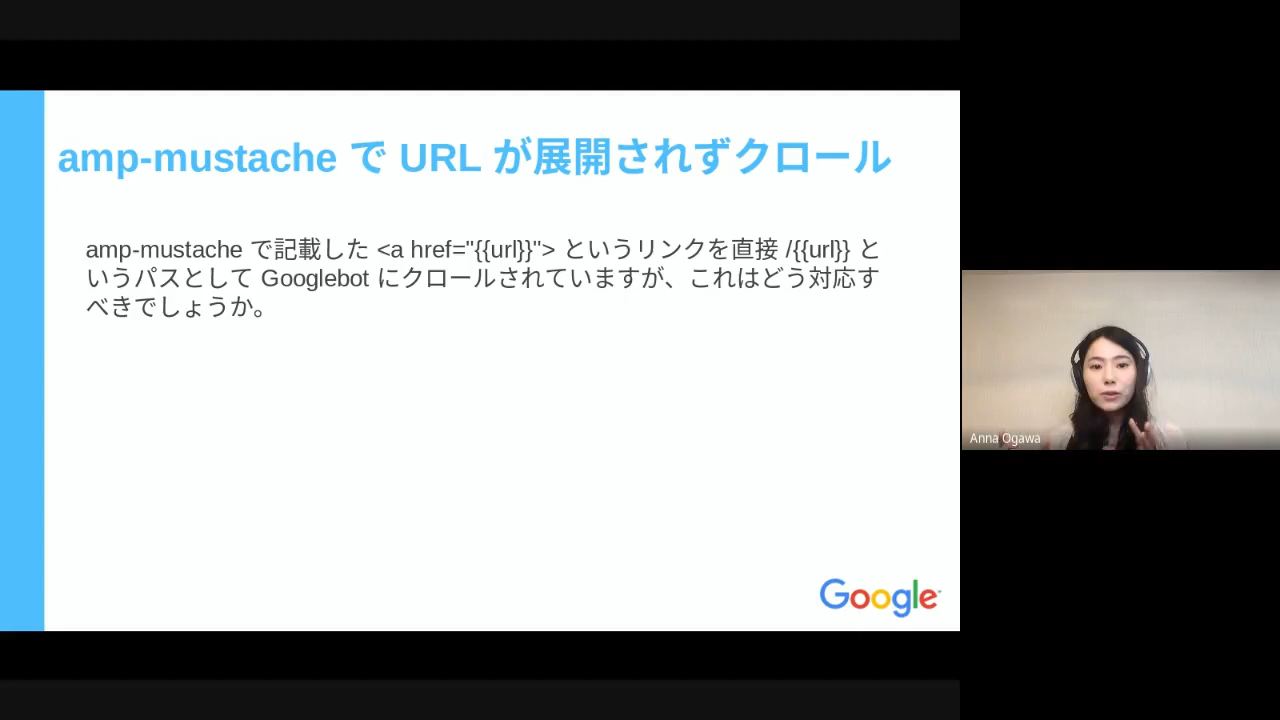 amp-mustache で URL が展開されずクロール
amp-mustache で記載した <a href="{{url}}"> というリンクを直接 /{{url}} と
いうパスとして Googlebot にクロールされていますが、これはどう対応す
べきでしょうか。
Google
Anna Ogawa